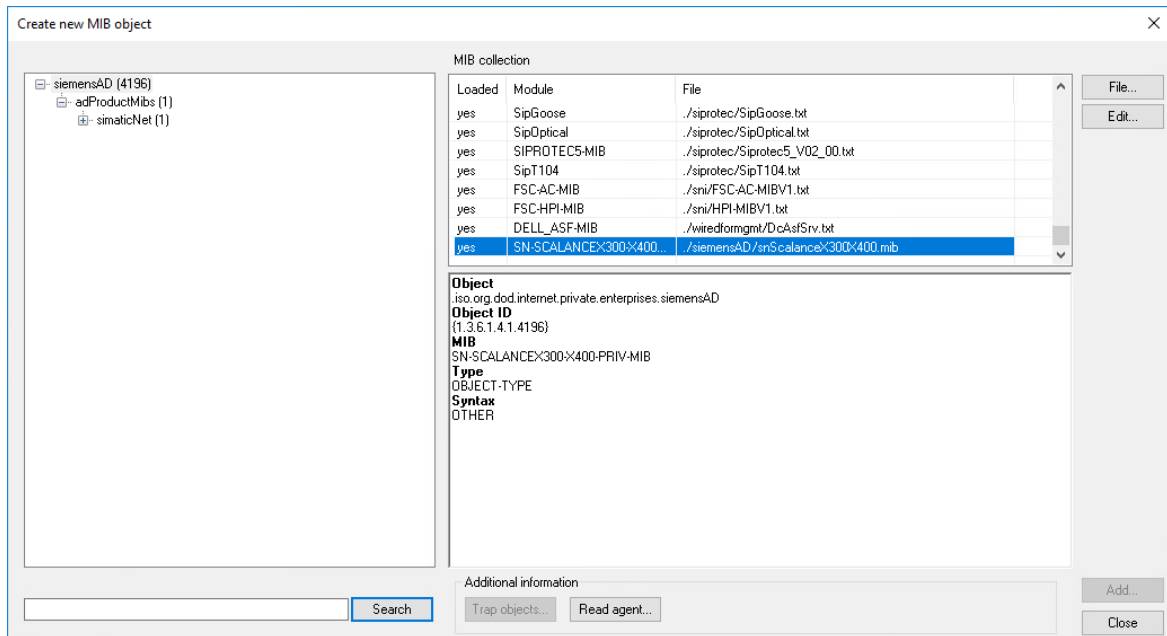 Create new MIB object
siemensAD (4196)
adProductMibs (1)
simaticNet (1)
Search
MIB collection
Loaded Module File
yes SipGoose ./siprotec/SipGoose.txt
yes SipOptical ./siprotec/SipOptical.txt
yes SIPROTEC5-MIB ./siprotec/Siprotec5_V02_00.txt
yes SipT104 ./siprotec/SipT104.txt
yes FSC-AC-MIB ./sni/FSC-AC-MIBV1.txt
yes FSC-HPI-MIB ./sni/HPI-MIBV1.txt
yes DELL_ASF-MIB ./wiredformgmt/DcAsfSrv.txt
yes SN-SCALANCEX300-X400... ./siemensAD/snScalanceX300X400.mib
File...
Edit...
Object
.iso.org.dod.internet.private.enterprises.siemensAD
Object ID
{1.3.6.1.4.1.4196}
MIB
SN-SCALANCEX300-X400-PRIV-MIB
Type
OBJECT-TYPE
Syntax
OTHER
Additional information
Trap objects... Read agent...
Add...
Close